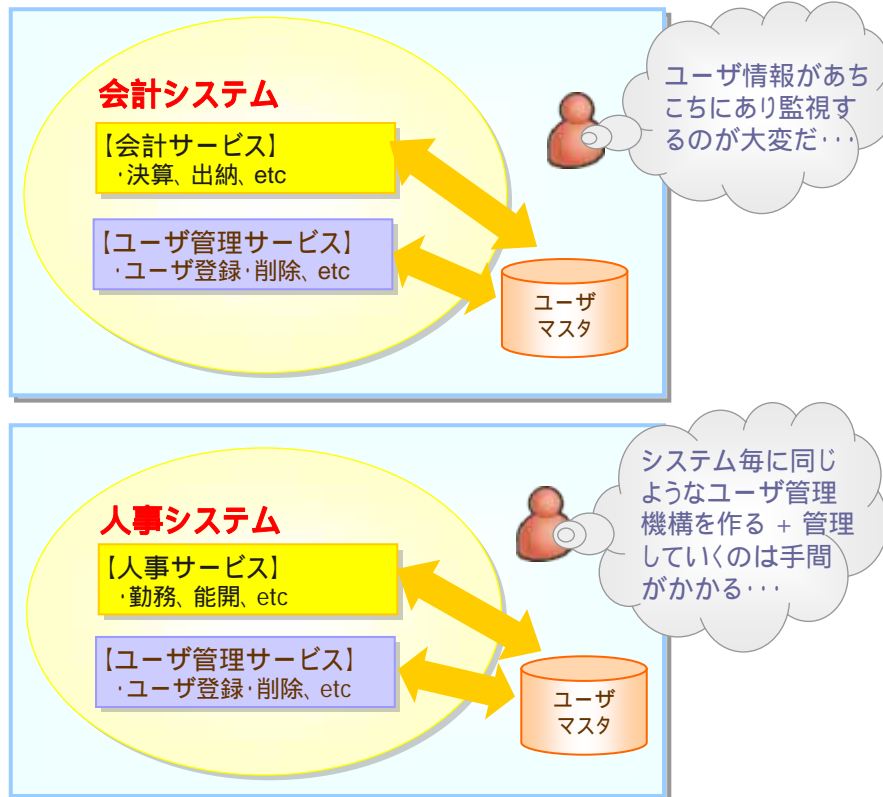 会計システム
【会計サービス】
・決算、出納、etc
【ユーザ管理サービス】
・ユーザ登録・削除、etc
ユーザ
マスタ
ユーザ情報があち
こちにあり監視す
るのが大変だ・・・
人事システム
【人事サービス】
・勤務、能開、etc
【ユーザ管理サービス】
・ユーザ登録・削除、etc
ユーザ
マスタ
システム毎に同じ
ようなユーザ管理
機構を作る + 管理
していくのは手間
がかかる・・・